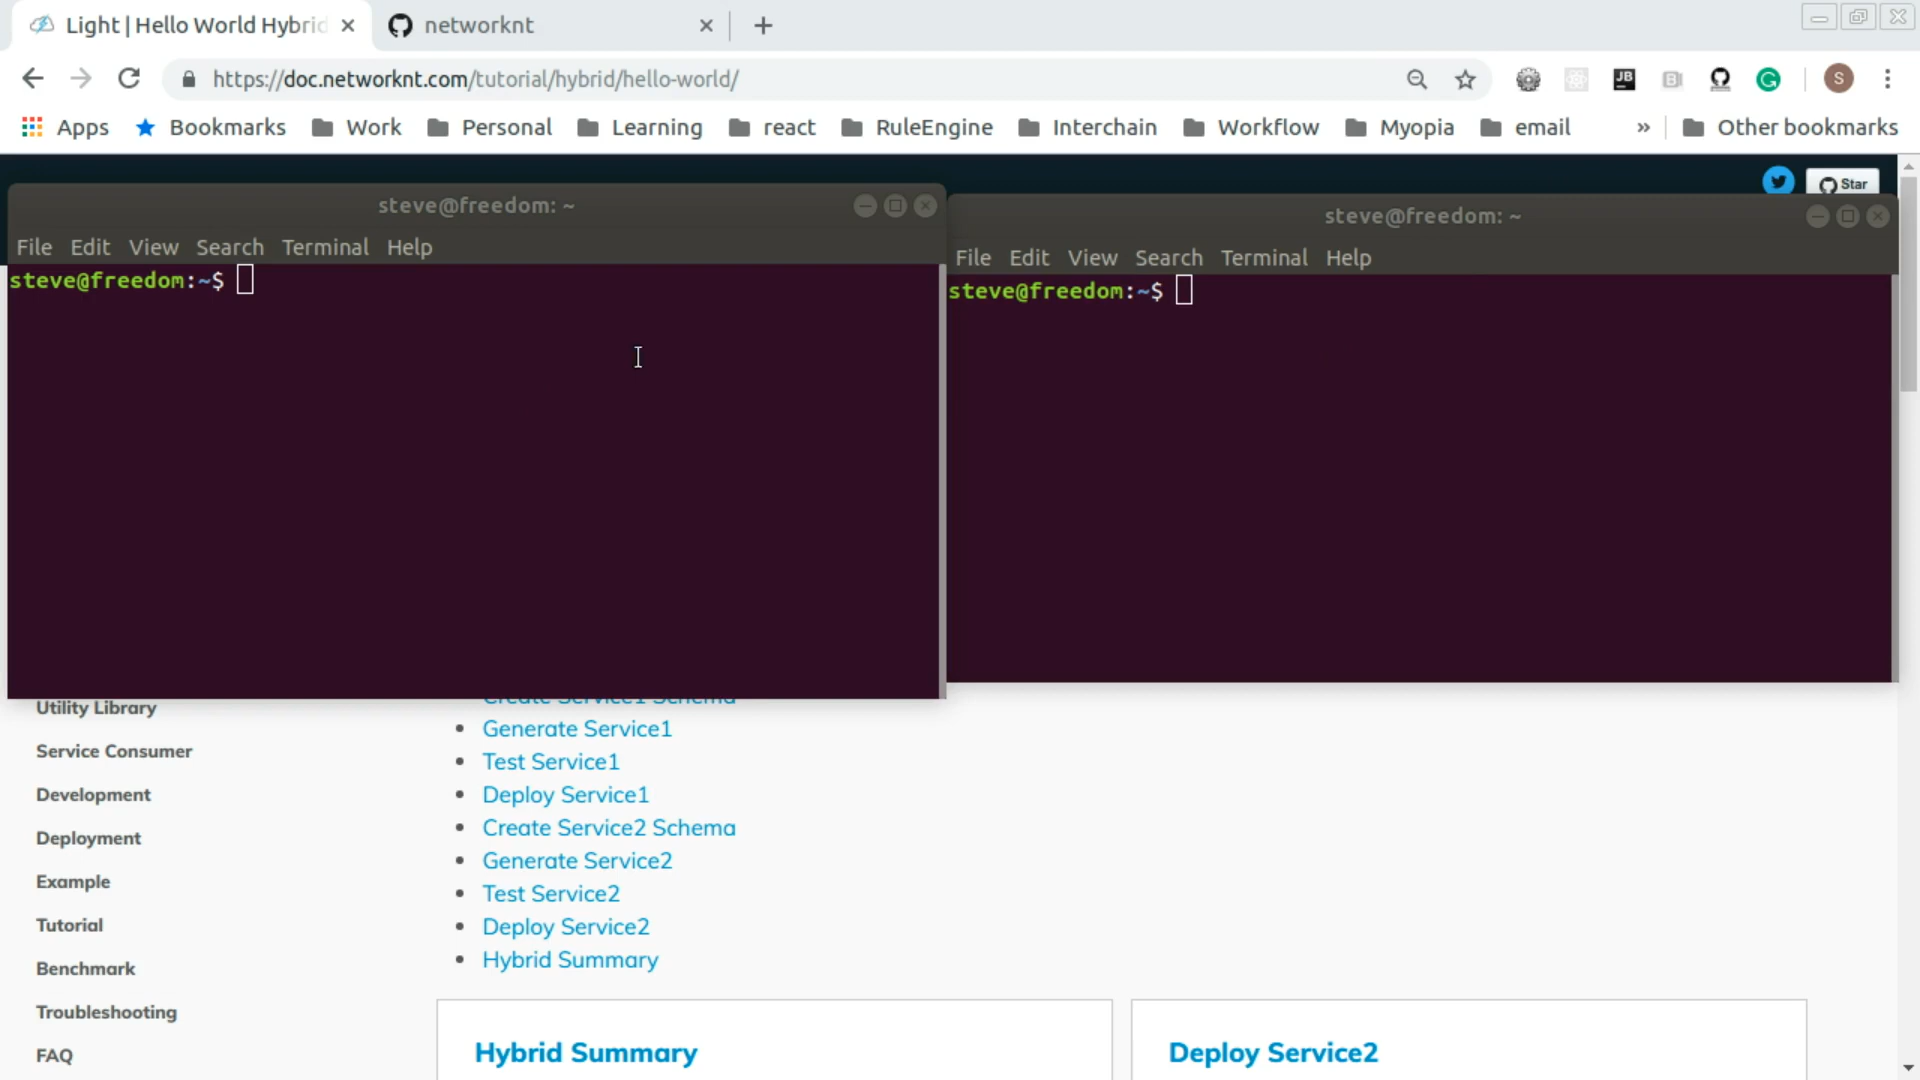 Light | Hello World Hybrid
networknt
https://doc.networknt.com/tutorial/hybrid/hello-world/
JB
S
Apps Bookmarks Work Personal Learning react RuleEngine Interchain Workflow Myopia email » Other bookmarks
Star
steve@freedom: ~
File Edit View Search Terminal Help
steve@freedom:~$
steve@freedom: ~
File Edit View Search Terminal Help
steve@freedom:~$
Utility Library
Service Consumer
Development
Deployment
Example
Tutorial
Benchmark
Troubleshooting
FAQ
Create Service1 Schema
Generate Service1
Test Service1
Deploy Service1
Create Service2 Schema
Generate Service2
Test Service2
Deploy Service2
Hybrid Summary
Hybrid Summary
Deploy Service2